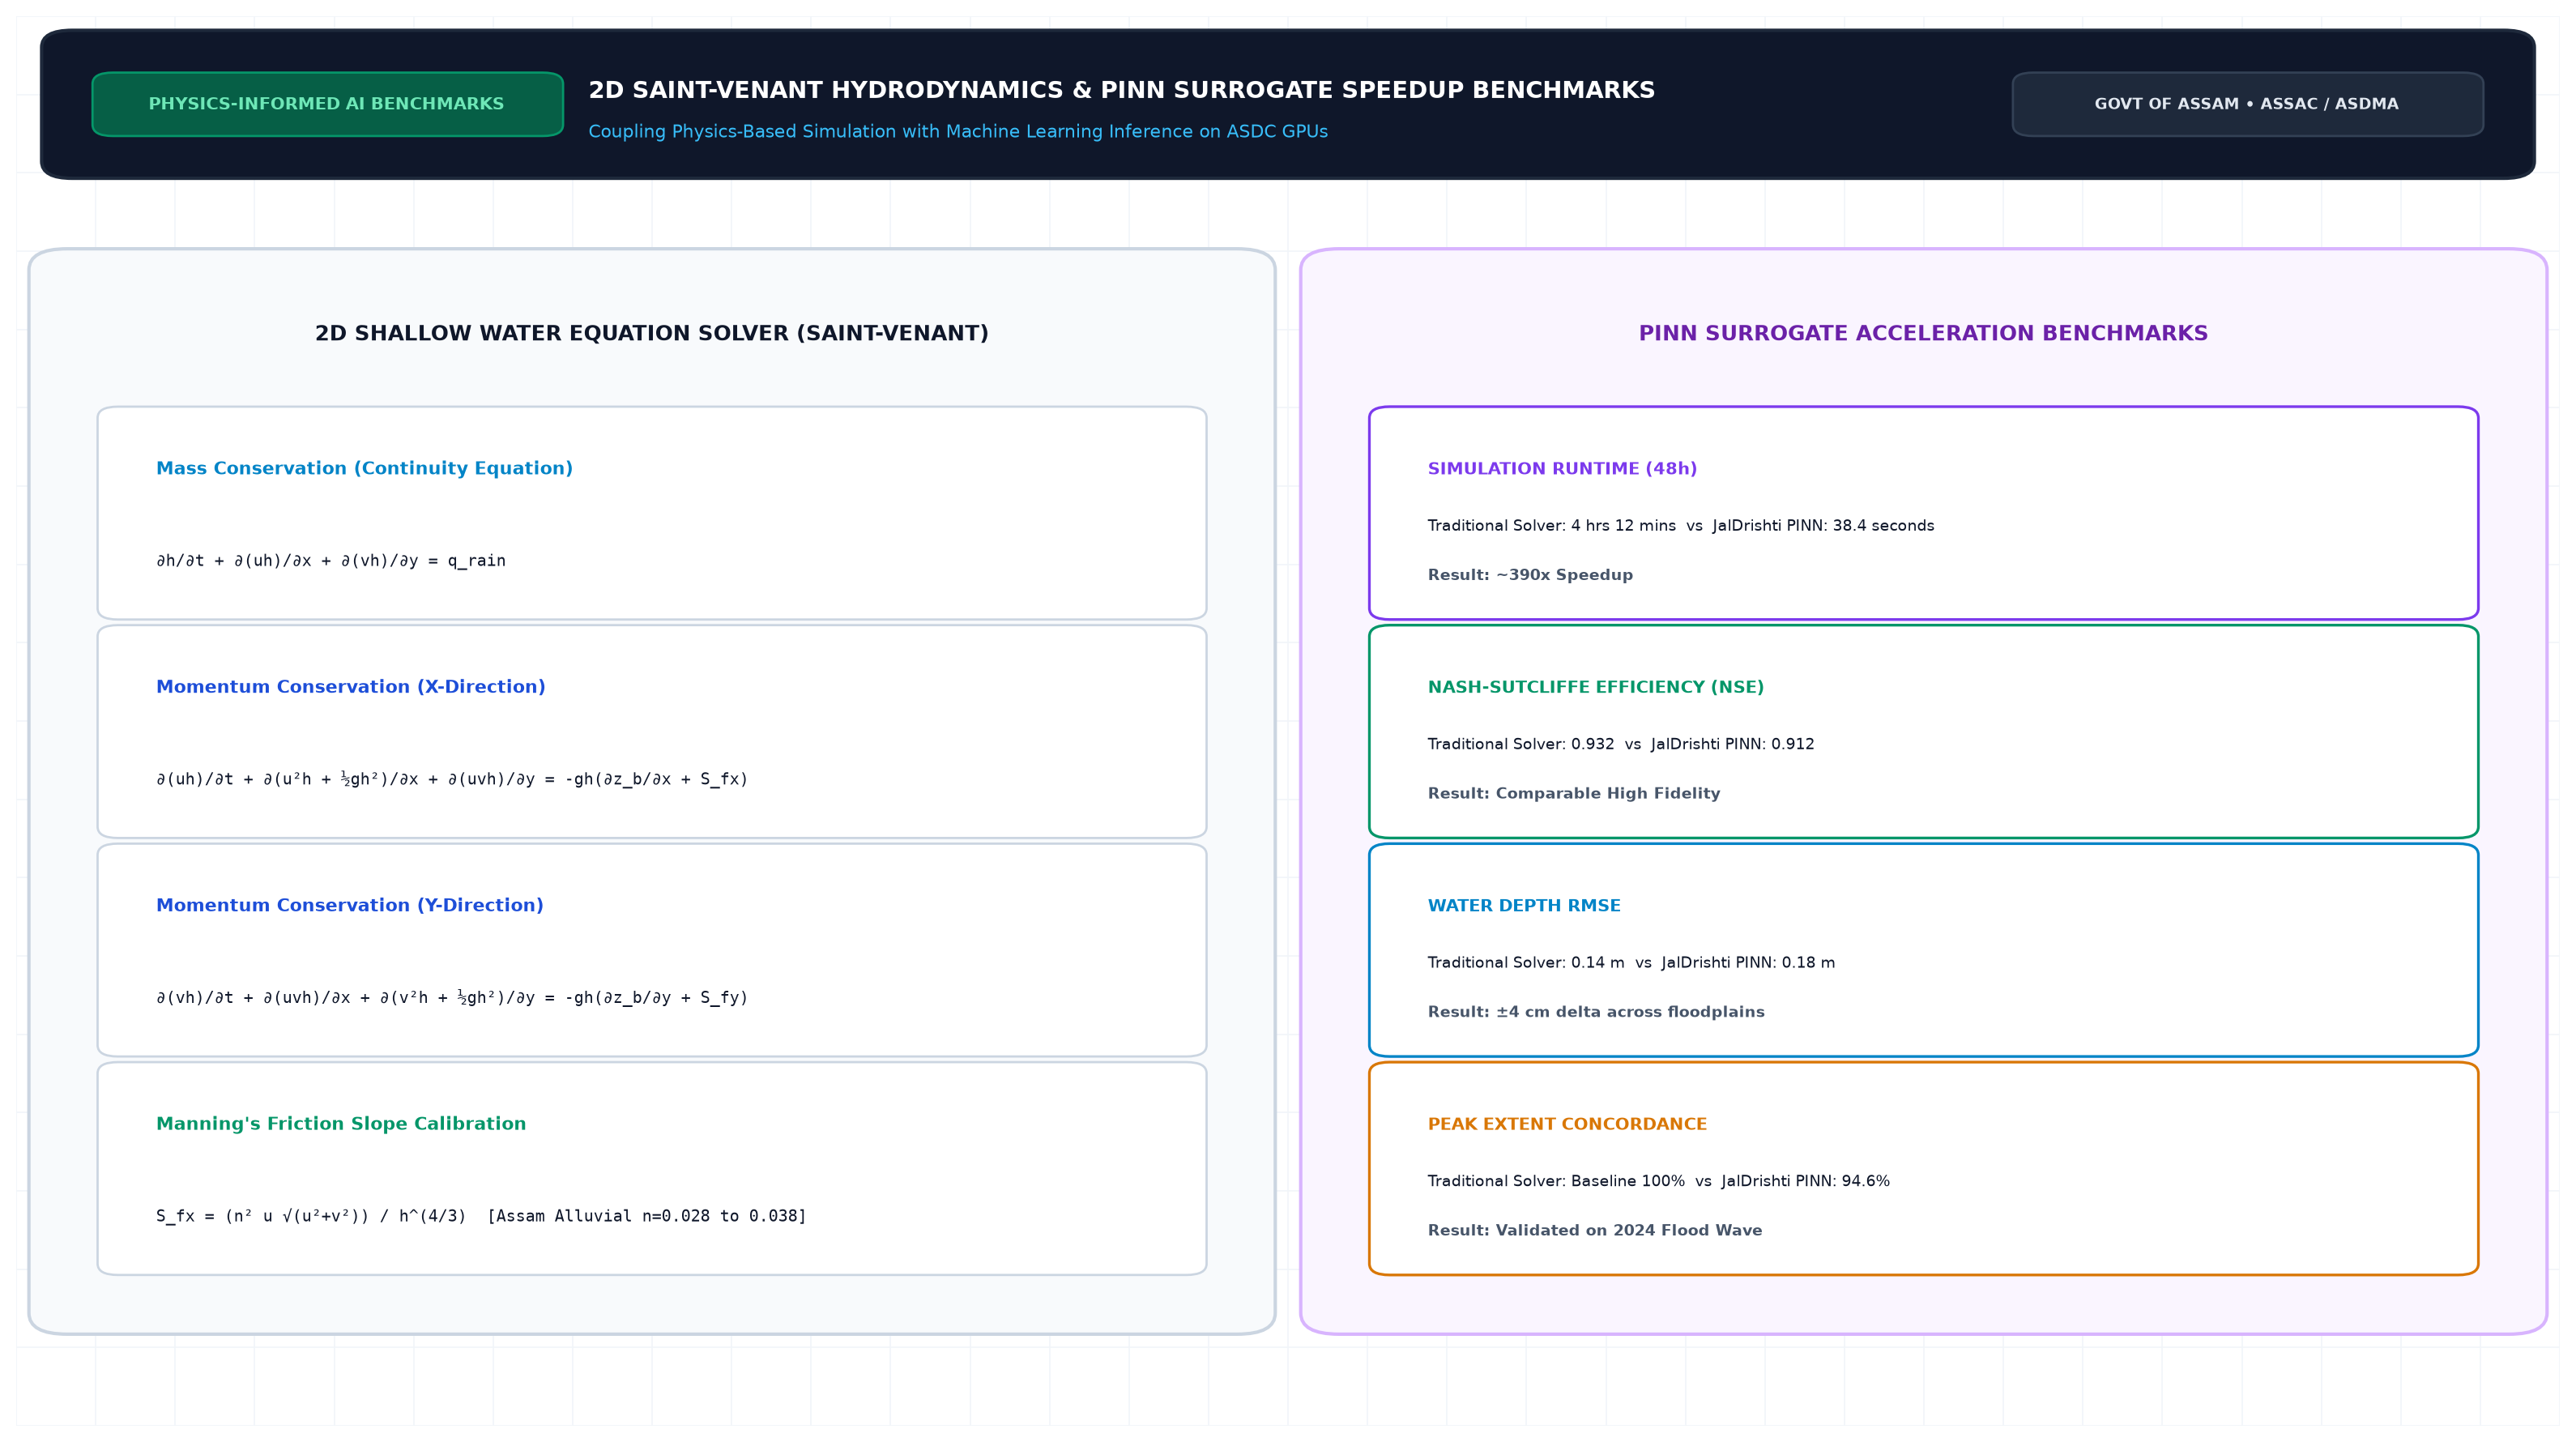 PHYSICS-INFORMED AI BENCHMARKS
2D SAINT-VENANT HYDRODYNAMICS & PINN SURROGATE SPEEDUP BENCHMARKS
Coupling Physics-Based Simulation with Machine Learning Inference on ASDC GPUs
GOVT OF ASSAM • ASSAC / ASDMA
2D SHALLOW WATER EQUATION SOLVER (SAINT-VENANT)
Mass Conservation (Continuity Equation)
∂h/∂t + ∂(uh)/∂x + ∂(vh)/∂y = q_rain
Momentum Conservation (X-Direction)
∂(uh)/∂t + ∂(u²h + ½gh²)/∂x + ∂(uvh)/∂y = -gh(∂z_b/∂x + S_fx)
Momentum Conservation (Y-Direction)
∂(vh)/∂t + ∂(uvh)/∂x + ∂(v²h + ½gh²)/∂y = -gh(∂z_b/∂y + S_fy)
Manning's Friction Slope Calibration
S_fx = (n² u √(u²+v²)) / h^(4/3)  [Assam Alluvial n=0.028 to 0.038]
PINN SURROGATE ACCELERATION BENCHMARKS
SIMULATION RUNTIME (48h)
Traditional Solver: 4 hrs 12 mins  vs  JalDrishti PINN: 38.4 seconds
Result: ~390x Speedup
NASH-SUTCLIFFE EFFICIENCY (NSE)
Traditional Solver: 0.932  vs  JalDrishti PINN: 0.912
Result: Comparable High Fidelity
WATER DEPTH RMSE
Traditional Solver: 0.14 m  vs  JalDrishti PINN: 0.18 m
Result: ±4 cm delta across floodplains
PEAK EXTENT CONCORDANCE
Traditional Solver: Baseline 100%  vs  JalDrishti PINN: 94.6%
Result: Validated on 2024 Flood Wave